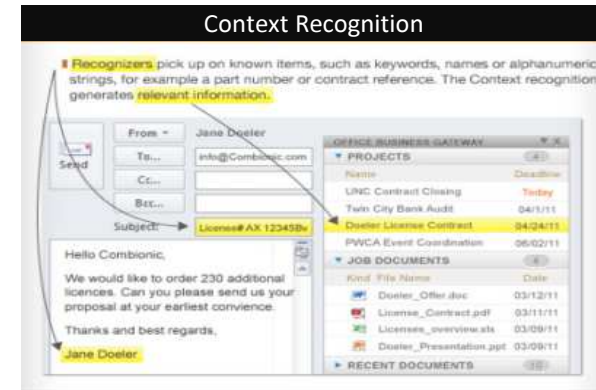 Context Recognition
Recognizers pick up on known items, such as keywords, names or alphanumeric
strings, for example a part number or contract reference. The Context recognition
generates relevant information.
Send
From
Jane Doeler
To...
info@Combionic.com
Cc...
Bcc...
Subject:
License# AX 12345Bv
Hello Combionic,
We would like to order 230 additional
licences. Can you please send us your
proposal at your earliest convience.
Thanks and best regards,
Jane Doeler
OFFICE BUSINESS GATEWAY
PROJECTS
Name Deadline
UNC Contract Closing Today
Twin City Bank Audit 04/1/11
Doeler License Contract 04/24/11
PWCA Event Coordination 06/02/11
JOB DOCUMENTS
Kind File Name Date
Doeler_Offer.doc 03/12/11
License_Contract.pdf 03/11/11
Licenses_overview.xls 03/09/11
Doeler_Presentation.ppt 03/09/11
RECENT DOCUMENTS